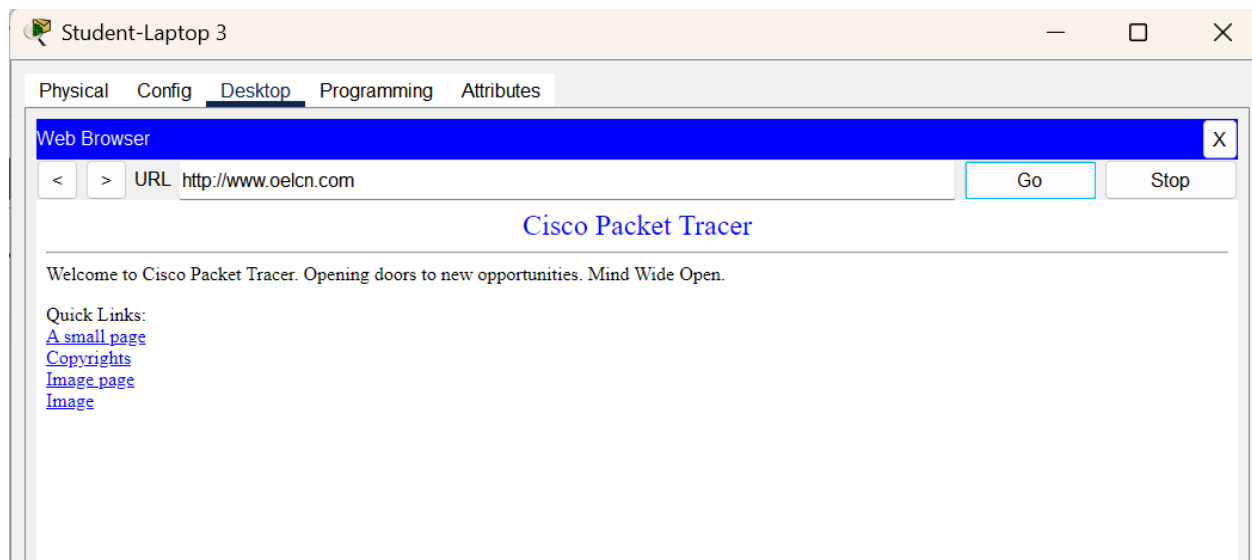 Student-Laptop 3
Physical Config Desktop Programming Attributes
Web Browser X
< > URL http://www.oelcn.com Go Stop
Cisco Packet Tracer
Welcome to Cisco Packet Tracer. Opening doors to new opportunities. Mind Wide Open.
Quick Links:
A small page
Copyrights
Image page
Image